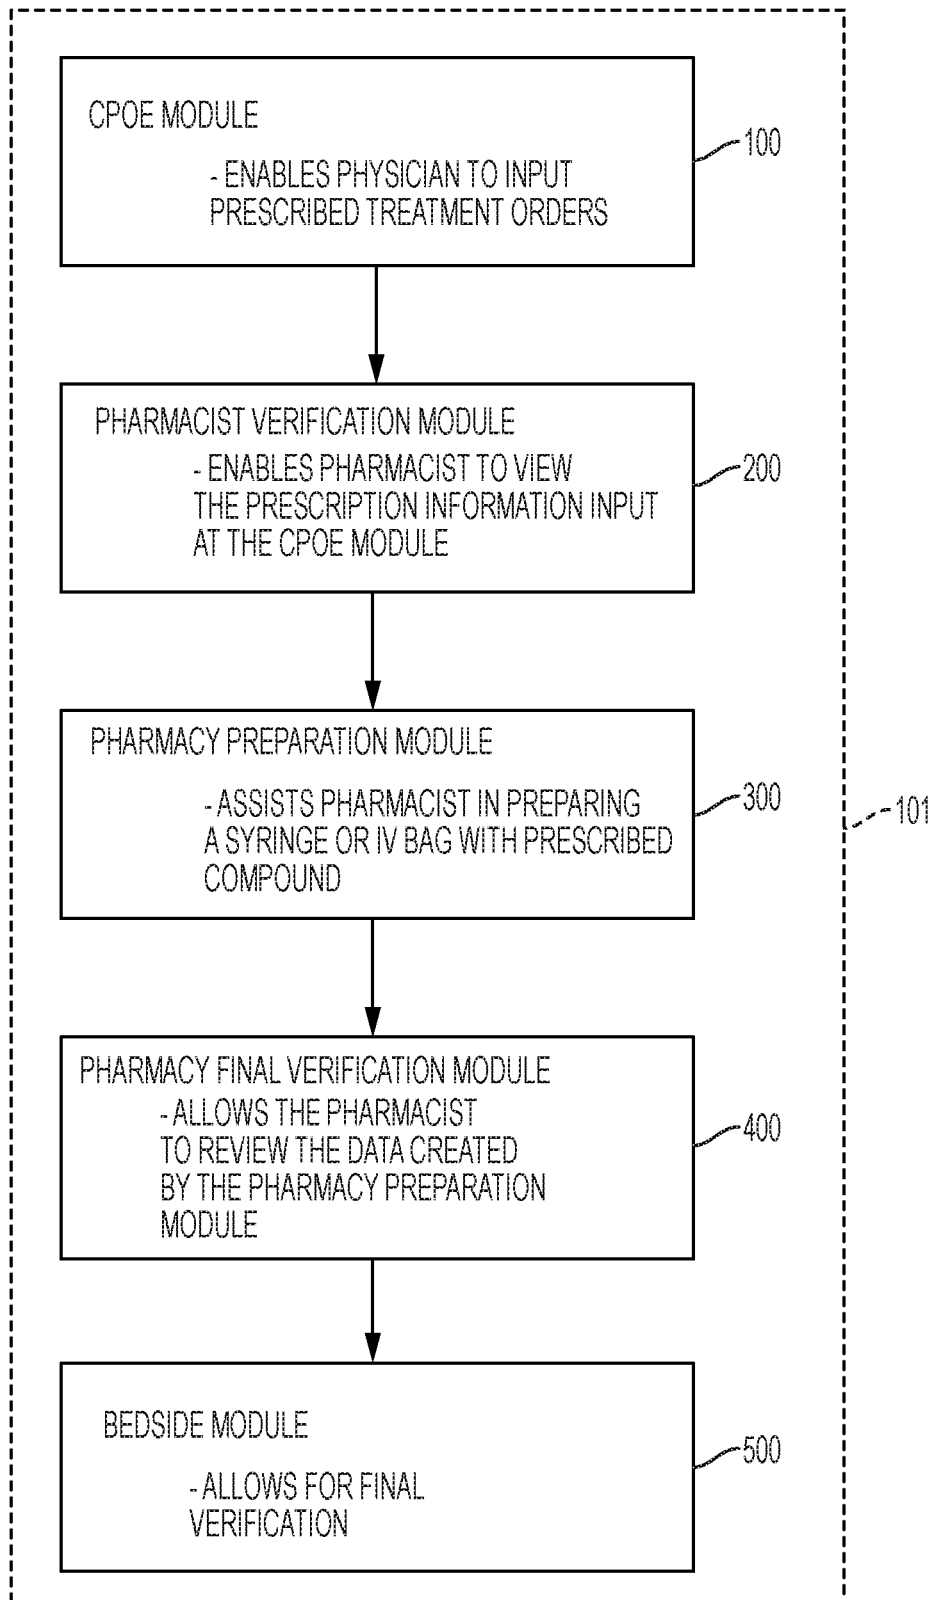 CPOE MODULE
- ENABLES PHYSICIAN TO INPUT
PRESCRIBED TREATMENT ORDERS
100
PHARMACIST VERIFICATION MODULE
- ENABLES PHARMACIST TO VIEW
THE PRESCRIPTION INFORMATION INPUT
AT THE CPOE MODULE
200
PHARMACY PREPARATION MODULE
- ASSISTS PHARMACIST IN PREPARING
A SYRINGE OR IV BAG WITH PRESCRIBED
COMPOUND
300
101
PHARMACY FINAL VERIFICATION MODULE
- ALLOWS THE PHARMACIST
TO REVIEW THE DATA CREATED
BY THE PHARMACY PREPARATION
MODULE
400
BEDSIDE MODULE
- ALLOWS FOR FINAL
VERIFICATION
500